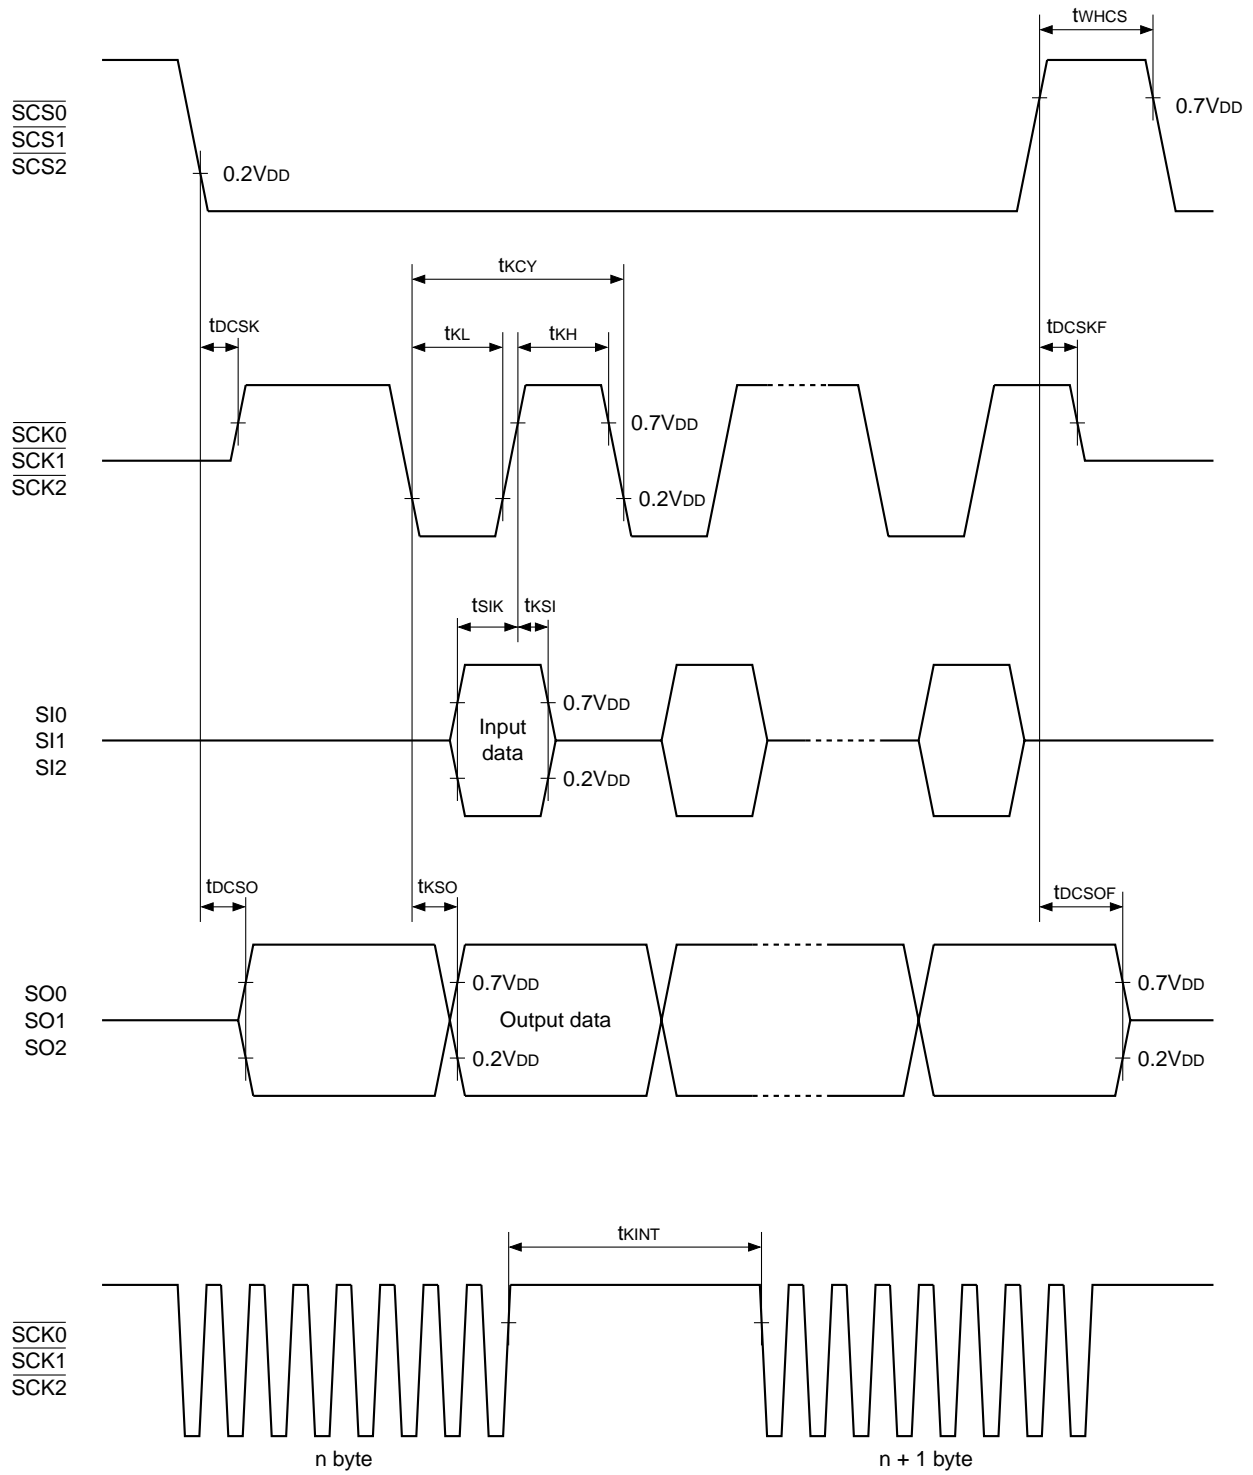 tWHCS
SCS0
SCS1
SCS2
0.7VDD
0.2VDD
tKCY
tDCSK
tKL
tKH
tDCSKF
SCK0
SCK1
SCK2
0.7VDD
0.2VDD
tSIK
tKSI
SI0
SI1
SI2
Input
data
0.7VDD
0.2VDD
tDCSO
tKSO
tDCSOF
SO0
SO1
SO2
0.7VDD
Output data
0.2VDD
0.7VDD
0.2VDD
tKINT
SCK0
SCK1
SCK2
n byte
n + 1 byte